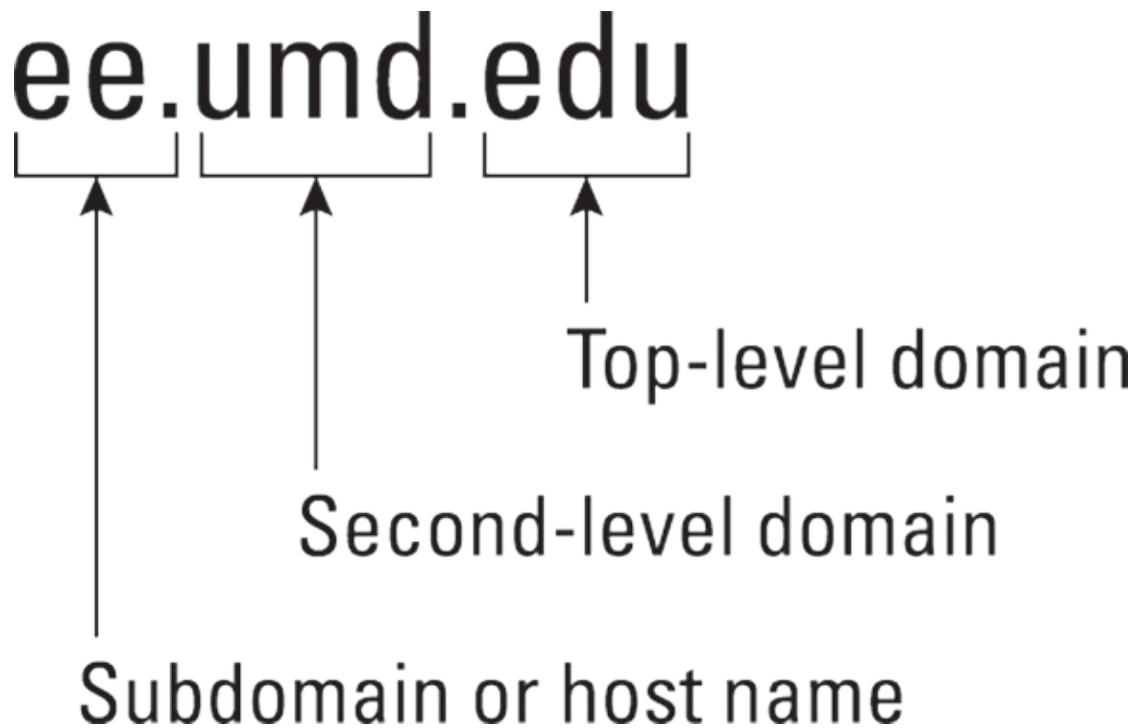 ee.umd.edu
Top-level domain
Second-level domain
Subdomain or host name